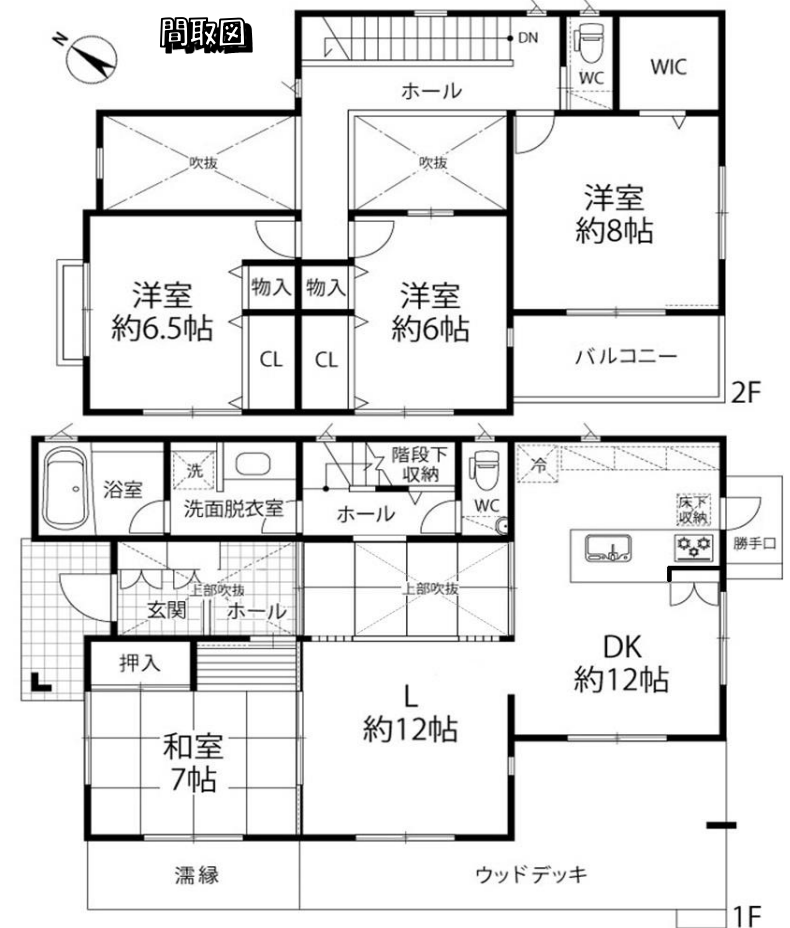 間取図
N
DN
WC
WIC
ホール
吹抜
吹抜
洋室
約8帖
洋室
約6.5帖
物入
物入
洋室
約6帖
CL
CL
バルコニー
2F
浴室
洗
洗面脱衣室
階段下
収納
ホール
WC
冷
床下
収納
勝手口
上部吹抜
玄関
ホール
上部吹抜
押入
DK
約12帖
L
約12帖
和室
7帖
濡縁
ウッドデッキ
1F